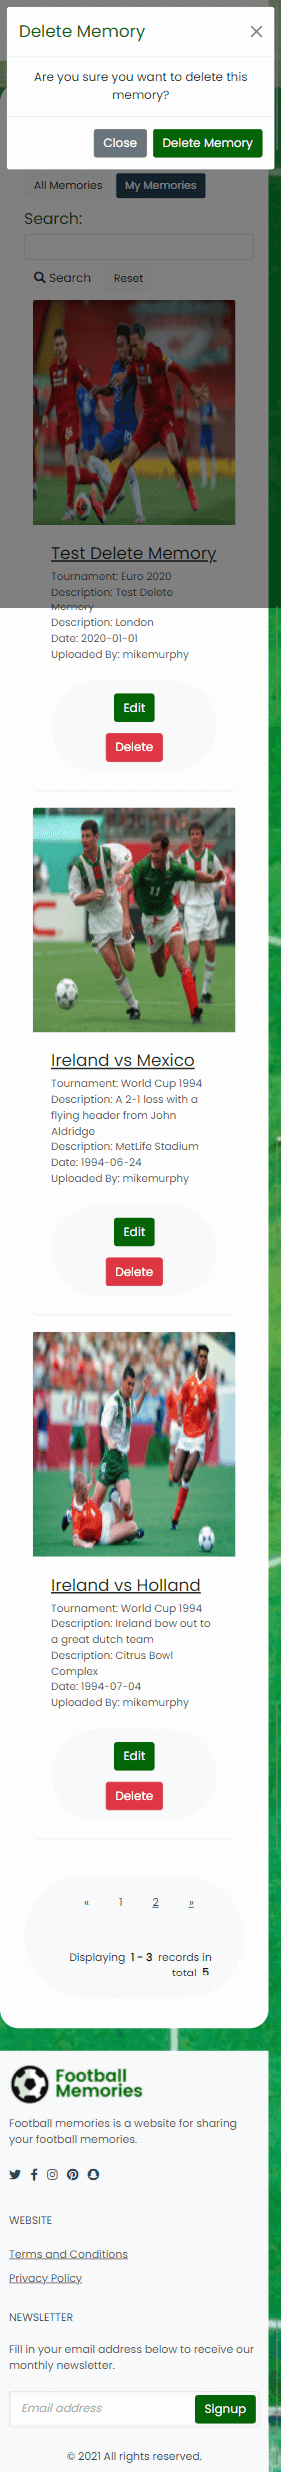 Delete Memory
Are you sure you want to delete this
memory?
Close Delete Memory
All Memories My Memories
Search:
Search Reset
Test Delete Memory
Tournament: Euro 2020
Description: Test Delete
Memory
Description: London
Date: 2020-01-01
Uploaded By: mikemurphy
Edit
Delete
11
Ireland vs Mexico
Tournament: World Cup 1994
Description: A 2-1 loss with a
flying header from John
Aldridge
Description: MetLife Stadium
Date: 1994-06-24
Uploaded By: mikemurphy
Edit
Delete
Ireland vs Holland
Tournament: World Cup 1994
Description: Ireland bow out to
a great dutch team
Description: Citrus Bowl
Complex
Date: 1994-07-04
Uploaded By: mikemurphy
Edit
Delete
« 1 2 »
Displaying 1 - 3 records in
total 5
Football
Memories
Football memories is a website for sharing
your football memories.
WEBSITE
Terms and Conditions
Privacy Policy
NEWSLETTER
Fill in your email address below to receive our
monthly newsletter.
Email address Signup
© 2021 All rights reserved.